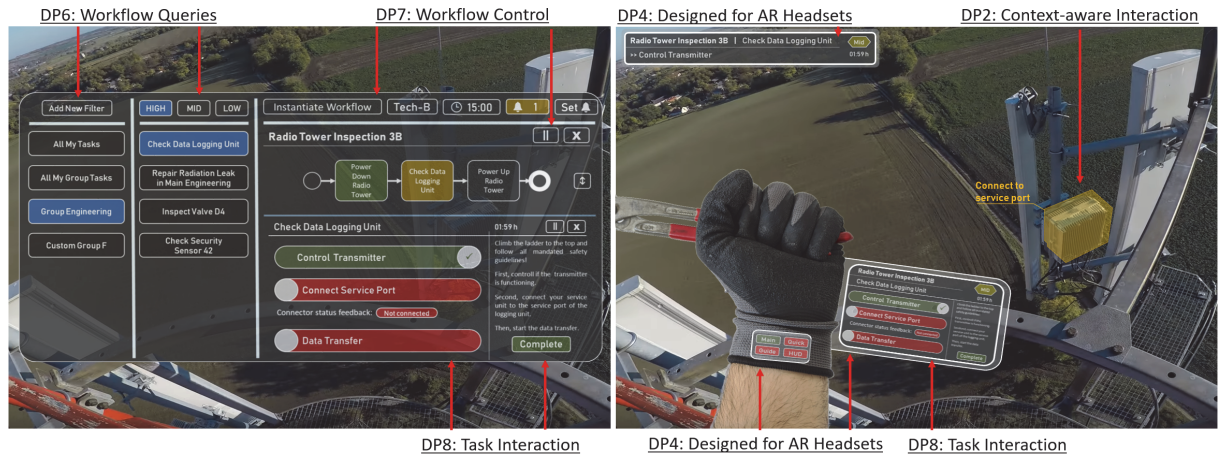 DP6: Workflow Queries
DP7: Workflow Control
DP4: Designed for AR Headsets
DP2: Context-aware Interaction
Add New Filter
All My Tasks
All My Group Tasks
Group Engineering
Custom Group F
HIGH MID LOW
Check Data Logging Unit
Repair Radiation Leak
in Main Engineering
Inspect Valve D4
Check Security
Sensor 42
Instantiate Workflow Tech-B 15:00 1 Set
Radio Tower Inspection 3B || X
Power
Down
Radio
Tower
Check Data
Logging
Unit
Power Up
Radio
Tower
Check Data Logging Unit 01:59 h || X
Control Transmitter
Connect Service Port
Connector status feedback: Not connected
Data Transfer
Climb the ladder to the top and
follow all mandated safety
guidelines!
First, controll if the transmitter
is functioning.
Second, connect your service
unit to the service port of the
logging unit.
Then, start the data transfer.
Complete
Radio Tower Inspection 3B | Check Data Logging Unit Mid
›› Control Transmitter 01:59 h
Connect to
service port
Main Quick
Guide HUD
Radio Tower Inspection 3B
Check Data Logging Unit
MID
01:59 h
Control Transmitter
Connect Service Port
Connector status feedback:
Data Transfer
Complete
DP8: Task Interaction
DP4: Designed for AR Headsets
DP8: Task Interaction